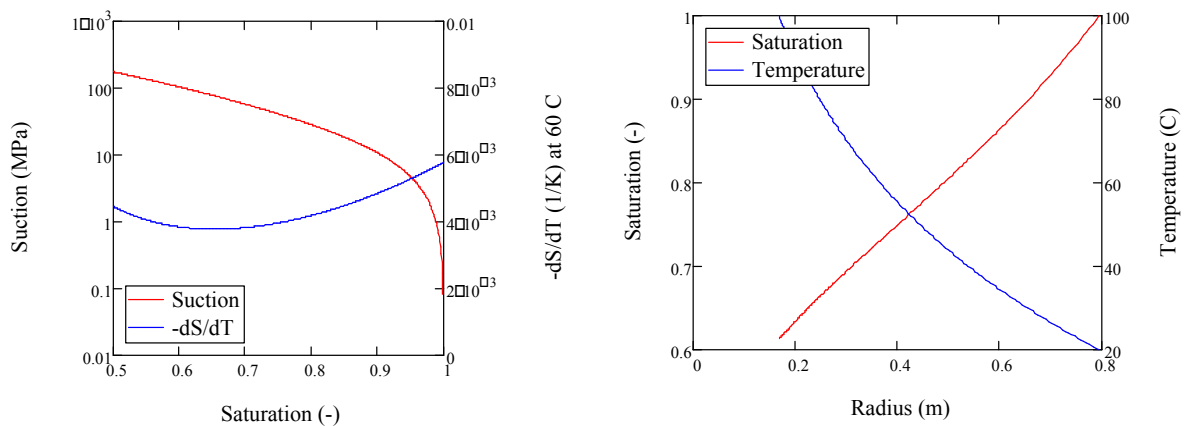 1□10³
100
10
1
0.1
0.01
Suction (MPa)
0.5 0.6 0.7 0.8 0.9 1
Saturation (-)
0.01
8□10□³
6□10□³
4□10□³
2□10□³
0
-dS/dT (1/K) at 60 C
Suction
-dS/dT
1
0.9
0.8
0.7
0.6
Saturation (-)
0 0.2 0.4 0.6 0.8
Radius (m)
100
80
60
40
20
Temperature (C)
Saturation
Temperature